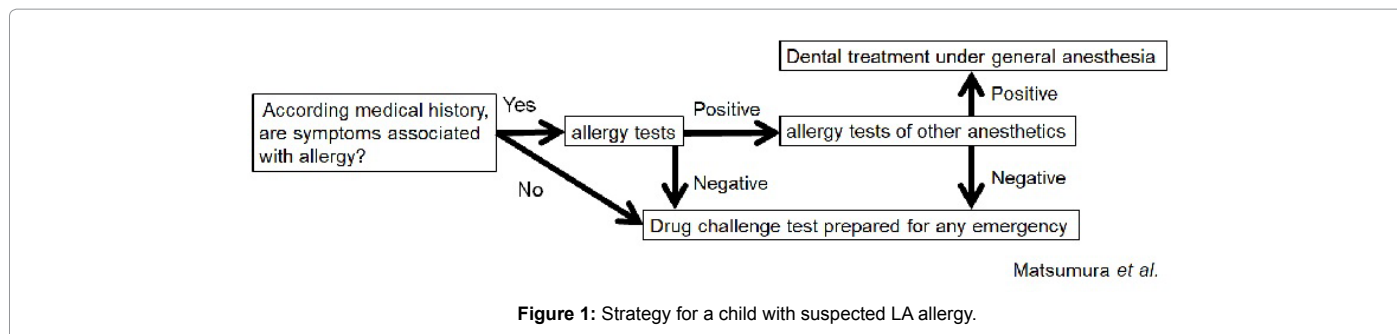 Dental treatment under general anesthesia
According medical history,
are symptoms associated
with allergy?
Yes
Positive
Positive
allergy tests
allergy tests of other anesthetics
No
Negative
Negative
Drug challenge test prepared for any emergency
Matsumura et al.
Figure 1: Strategy for a child with suspected LA allergy.